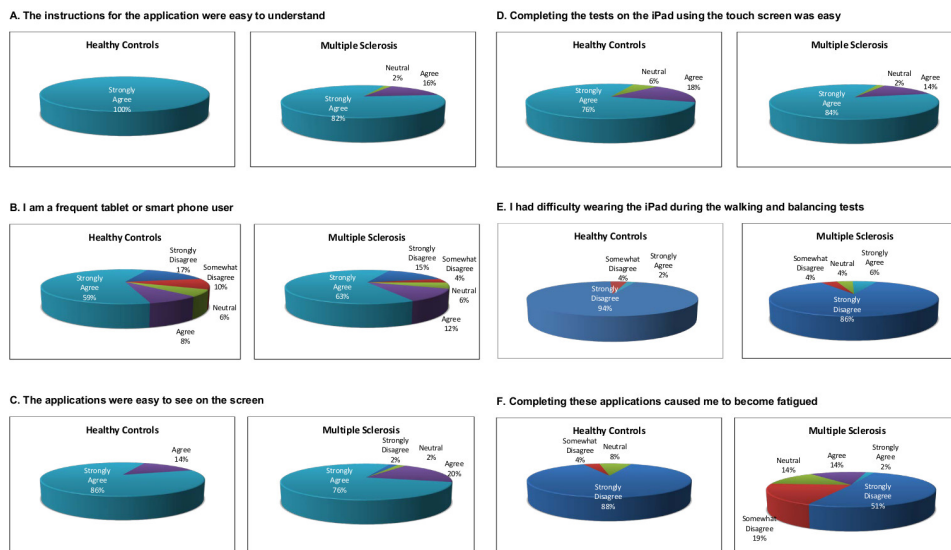 A. The instructions for the application were easy to understand
Healthy Controls
Strongly
Agree
100%
Multiple Sclerosis
Neutral
2%
Agree
16%
Strongly
Agree
82%
B. I am a frequent tablet or smart phone user
Healthy Controls
Strongly
Disagree
17%
Somewhat
Disagree
10%
Neutral
6%
Agree
8%
Strongly
Agree
59%
Multiple Sclerosis
Strongly
Disagree
15%
Somewhat
Disagree
4%
Neutral
6%
Agree
12%
Strongly
Agree
63%
C. The applications were easy to see on the screen
Healthy Controls
Agree
14%
Strongly
Agree
86%
Multiple Sclerosis
Strongly
Disagree
2%
Neutral
2%
Agree
20%
Strongly
Agree
76%
D. Completing the tests on the iPad using the touch screen was easy
Healthy Controls
Neutral
6%
Agree
18%
Strongly
Agree
76%
Multiple Sclerosis
Neutral
2%
Agree
14%
Strongly
Agree
84%
E. I had difficulty wearing the iPad during the walking and balancing tests
Healthy Controls
Somewhat
Disagree
4%
Strongly
Agree
2%
Strongly
Disagree
94%
Multiple Sclerosis
Somewhat
Disagree
4%
Neutral
4%
Strongly
Agree
6%
Strongly
Disagree
86%
F. Completing these applications caused me to become fatigued
Healthy Controls
Somewhat
Disagree
4%
Neutral
8%
Strongly
Disagree
88%
Multiple Sclerosis
Neutral
14%
Agree
14%
Strongly
Agree
2%
Strongly
Disagree
51%
Somewhat
Disagree
19%